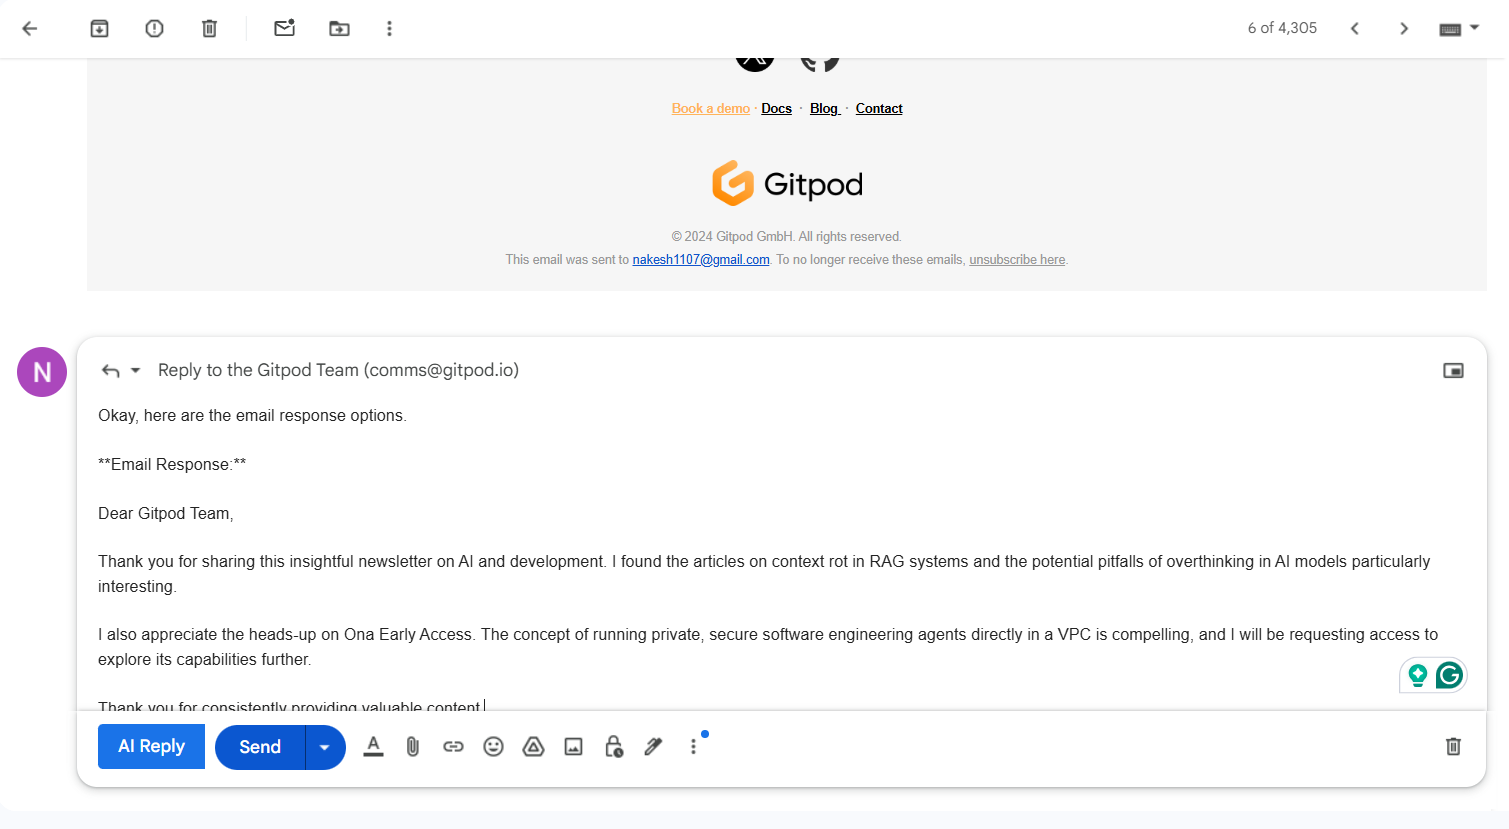 6 of 4,305
Book a demo · Docs · Blog · Contact
Gitpod
© 2024 Gitpod GmbH. All rights reserved.
This email was sent to nakesh1107@gmail.com. To no longer receive these emails, unsubscribe here.
N
Reply to the Gitpod Team (comms@gitpod.io)
Okay, here are the email response options.
**Email Response:**
Dear Gitpod Team,
Thank you for sharing this insightful newsletter on AI and development. I found the articles on context rot in RAG systems and the potential pitfalls of overthinking in AI models particularly
interesting.
I also appreciate the heads-up on Ona Early Access. The concept of running private, secure software engineering agents directly in a VPC is compelling, and I will be requesting access to
explore its capabilities further.
Thank you for consistently providing valuable content.
AI Reply
Send